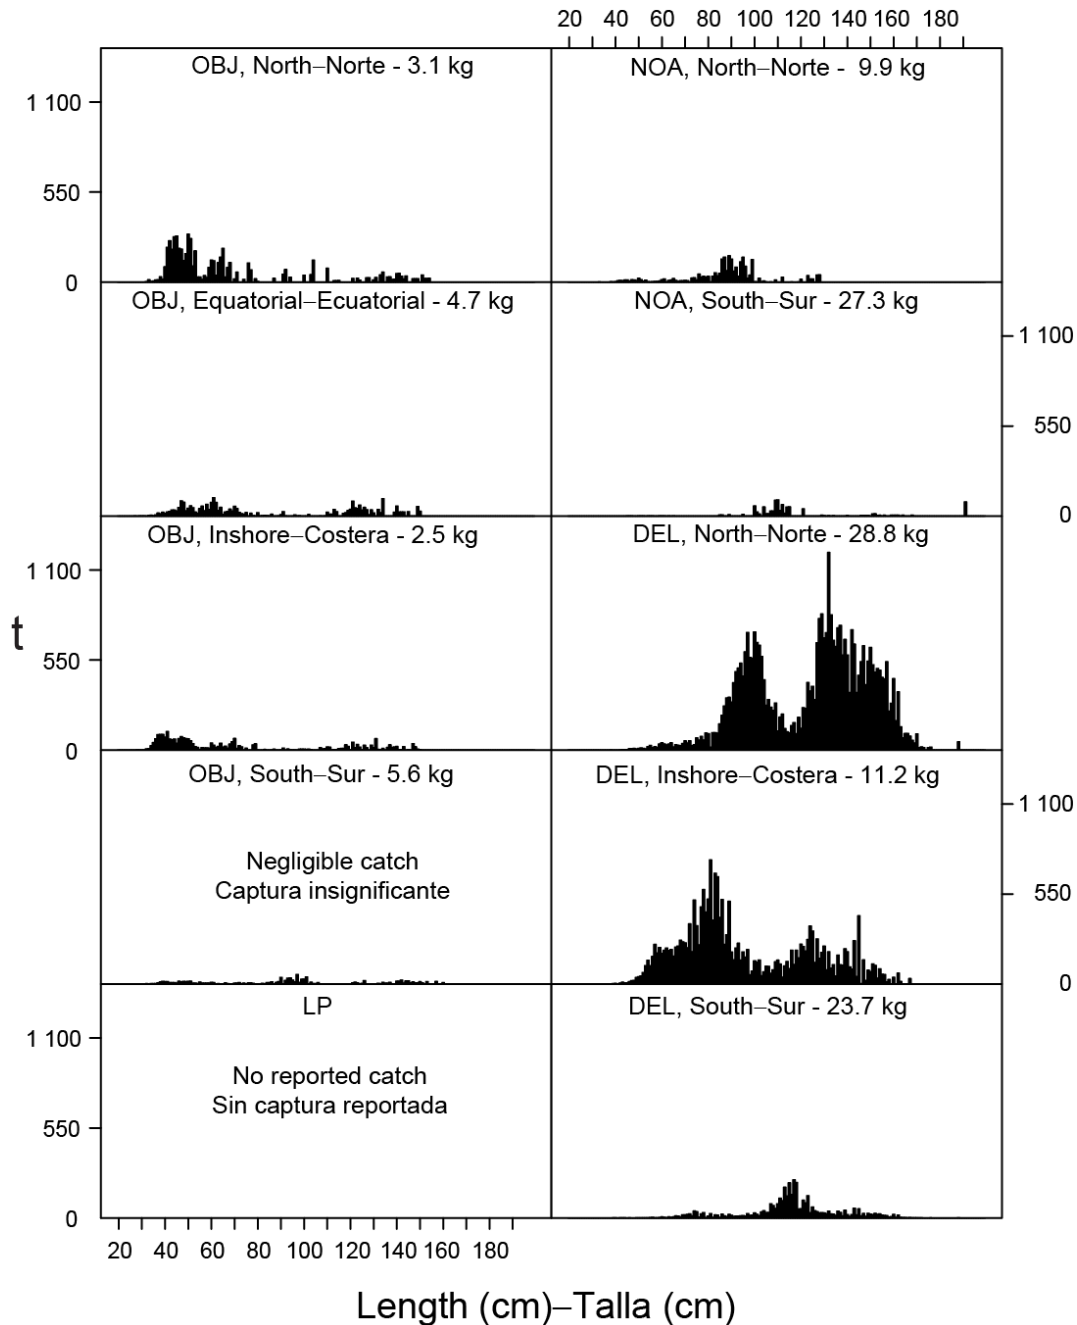 20 40 60 80 100 120 140 160 180
OBJ, North–Norte - 3.1 kg
NOA, North–Norte - 9.9 kg
1 100
550
0
OBJ, Equatorial–Ecuatorial - 4.7 kg
NOA, South–Sur - 27.3 kg
1 100
550
0
OBJ, Inshore–Costera - 2.5 kg
DEL, North–Norte - 28.8 kg
1 100
t
550
0
OBJ, South–Sur - 5.6 kg
DEL, Inshore–Costera - 11.2 kg
1 100
Negligible catch
Captura insignificante
550
0
LP
DEL, South–Sur - 23.7 kg
1 100
No reported catch
Sin captura reportada
550
0
20 40 60 80 100 120 140 160 180
Length (cm)–Talla (cm)